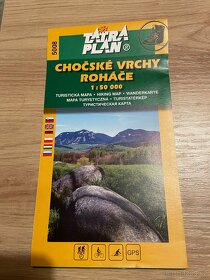 TATRA
PLAN®
5008
CHOČSKÉ VRCHY
ROHÁČE
1 : 50 000
TURISTICKÁ MAPA · HIKING MAP · WANDERKARTE
MAPA TURYSTYCZNA · TURISTATÉRKÉP
ТУРИСТИЧЕСКАЯ КАРТА
GPS